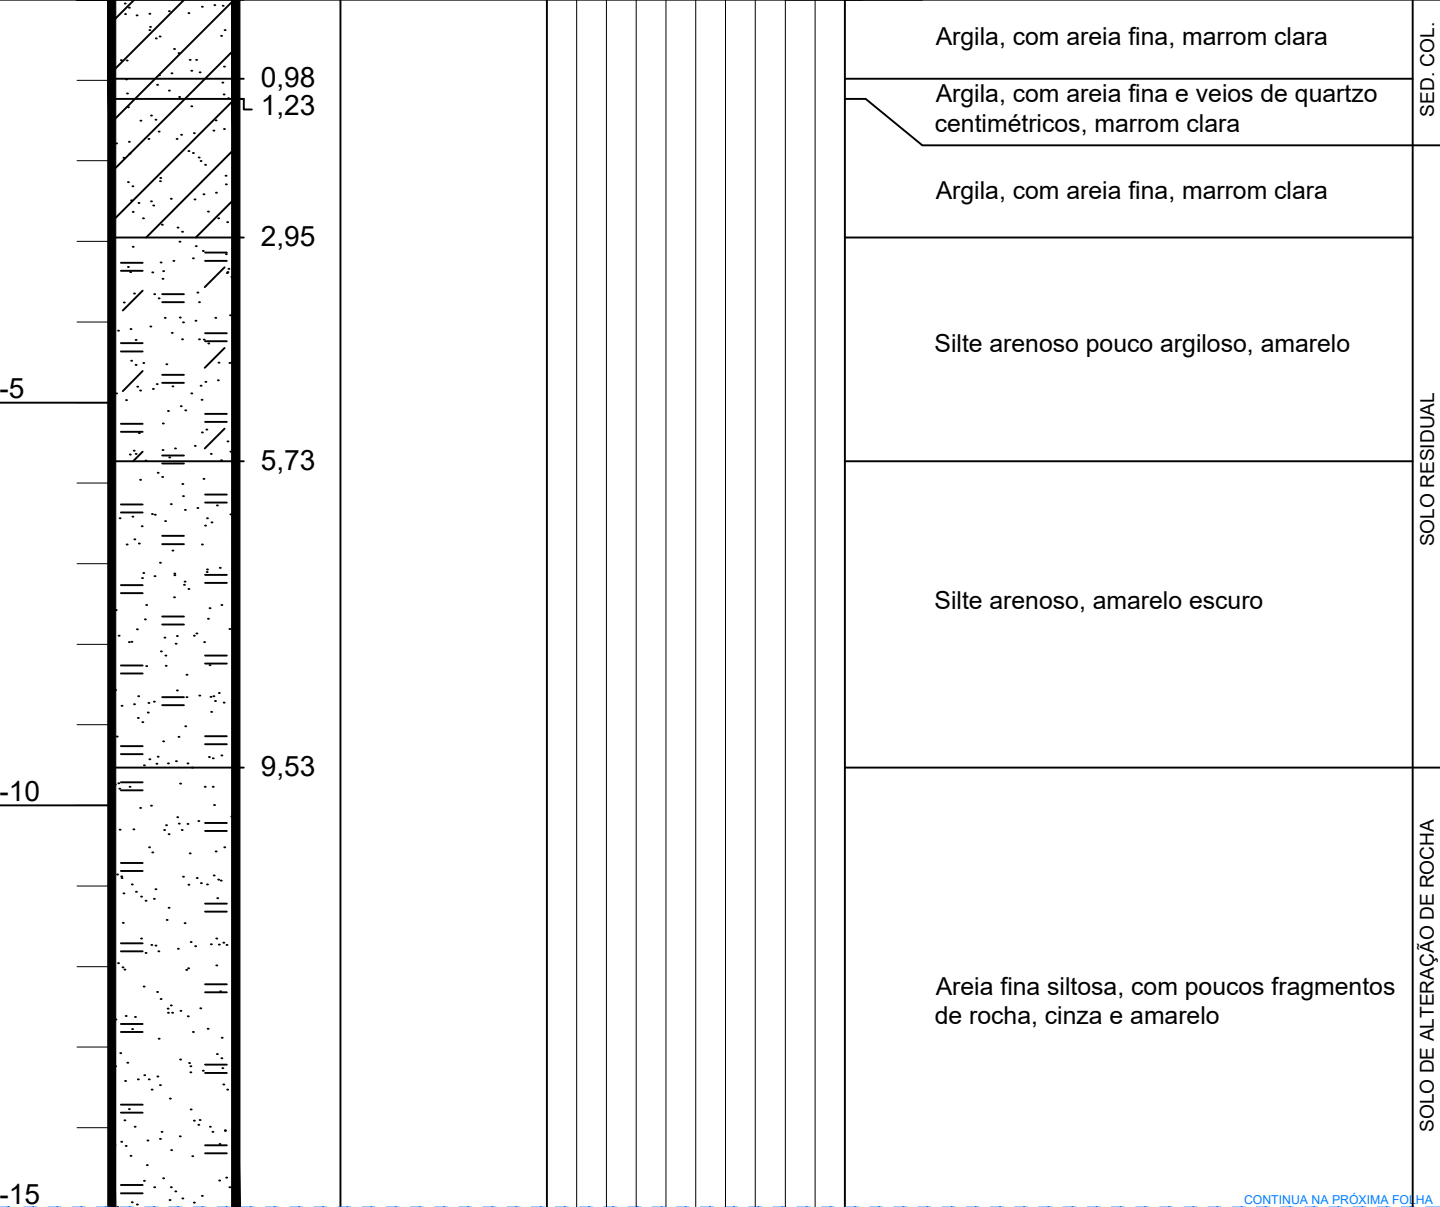 Argila, com areia fina, marrom clara
SED. COL.
0,98
1,23
Argila, com areia fina e veios de quartzo
centimétricos, marrom clara
Argila, com areia fina, marrom clara
2,95
Silte arenoso pouco argiloso, amarelo
-5
5,73
SOLO RESIDUAL
Silte arenoso, amarelo escuro
9,53
-10
Areia fina siltosa, com poucos fragmentos
de rocha, cinza e amarelo
SOLO DE ALTERAÇÃO DE ROCHA
-15
CONTINUA NA PRÓXIMA FOLHA